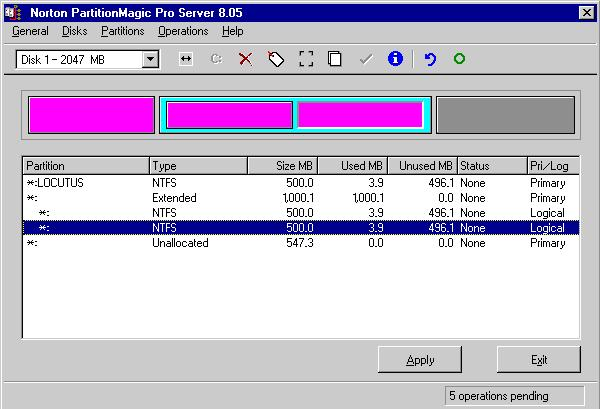 Norton PartitionMagic Pro Server 8.05
General Disks Partitions Operations Help
Disk 1 - 2047 MB C:
Partition Type Size MB Used MB Unused MB Status Pri/Log
*:LOCUTUS NTFS 500.0 3.9 496.1 None Primary
*: Extended 1,000.1 1,000.1 0.0 None Primary
*: NTFS 500.0 3.9 496.1 None Logical
*: NTFS 500.0 3.9 496.1 None Logical
*: Unallocated 547.3 0.0 0.0 None Primary
Apply Exit
5 operations pending